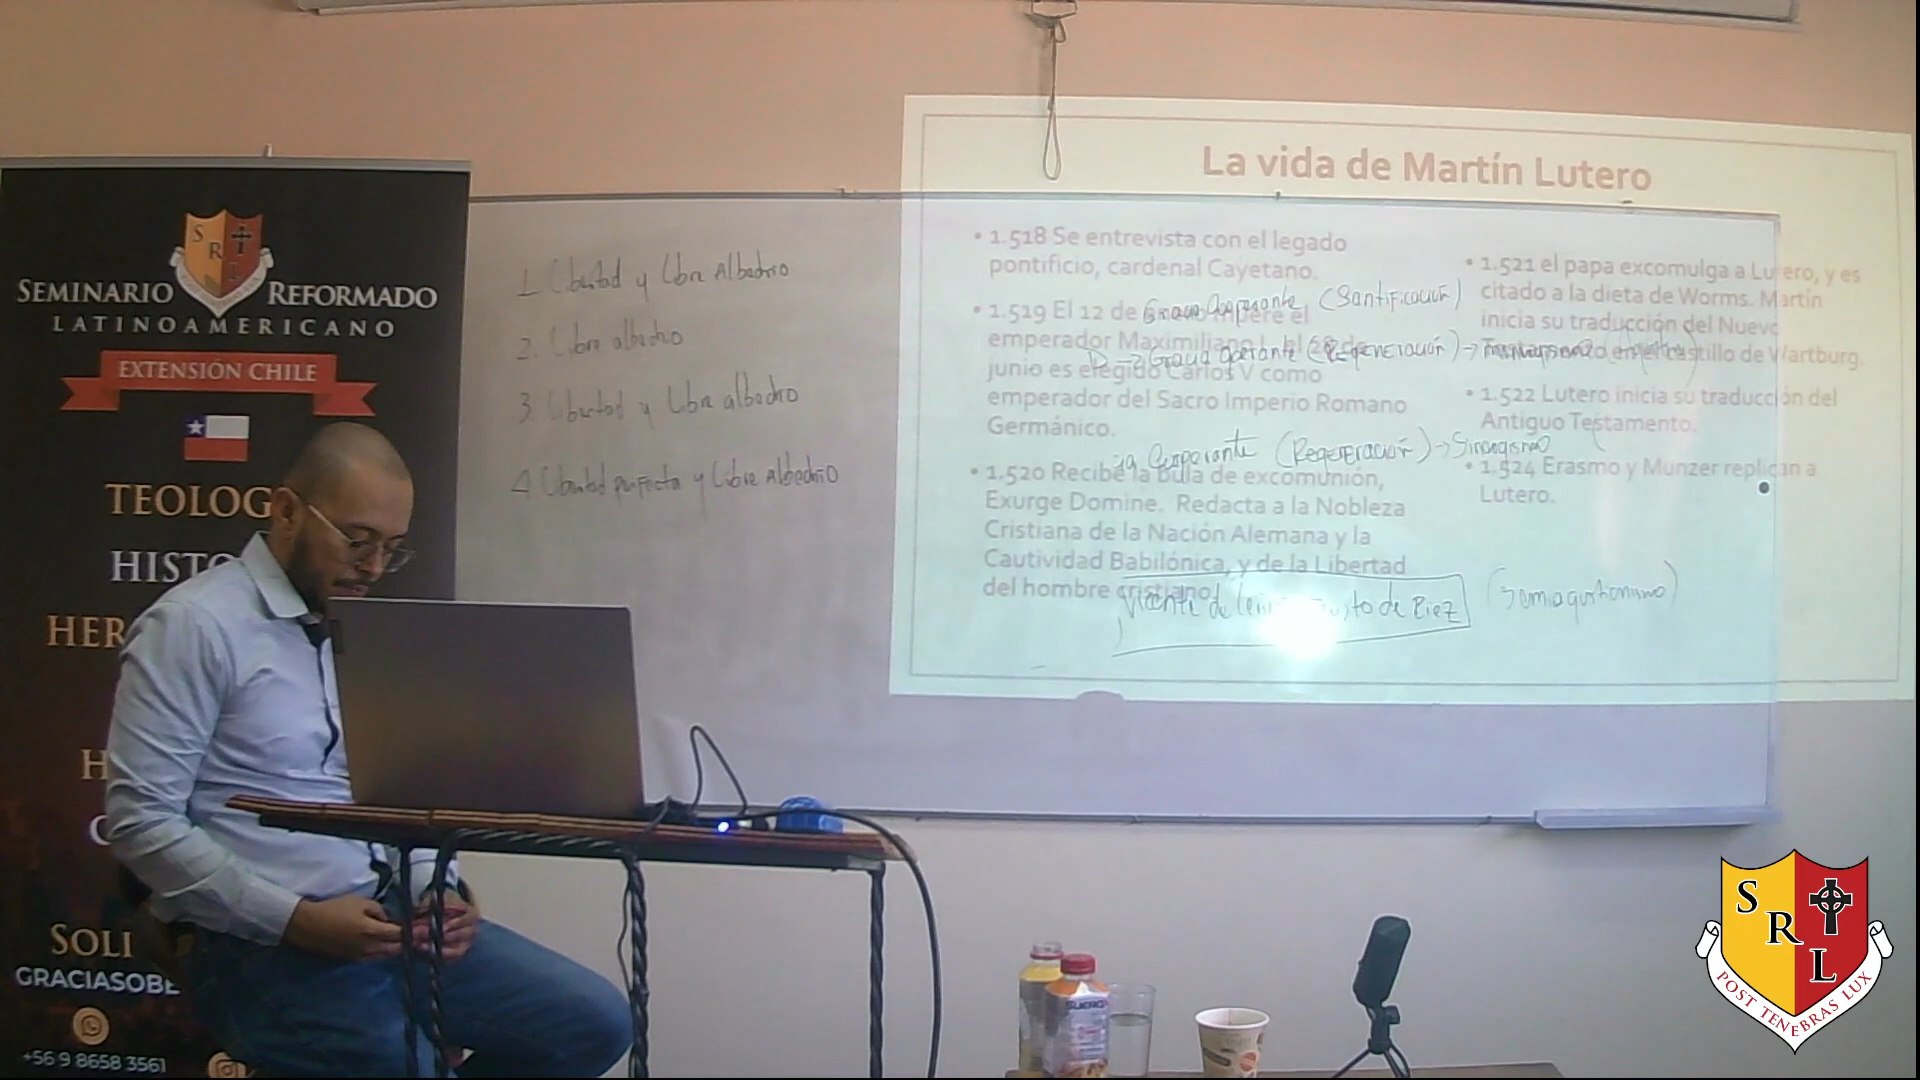 S R L
SEMINARIO REFORMADO
LATINOAMERICANO
EXTENSIÓN CHILE
TEOLOG
HIST
HER
H
SOLI
GRACIASOBE
+56 9 8658 3561
1. Libertad y Libre Albedrio
2. Libre albedrio
3. Libertad y Libre albedrio
4. Libertad perfecta y Libre Albedrio
La vida de Martín Lutero
• 1.518 Se entrevista con el legado
pontificio, cardenal Cayetano.
• 1.519 El 12 de
emperador Maximiliano
junio es elegido Carlos V como
emperador del Sacro Imperio Romano
Germánico.
• 1.520 Recibe la Bula de excomunión,
Exurge Domine. Redacta a la Nobleza
Cristiana de la Nación Alemana y la
Cautividad Babilónica, y de la Libertad
del hombre cristiano
• 1.521 el papa excomulga a Lutero, y es
citado a la dieta de Worms. Martín
inicia su traducción del Nuevo
castillo de Wartburg.
• 1.522 Lutero inicia su traducción del
Antiguo Testamento.
• 1.524 Erasmo y Munzer replican a
Lutero.
(Santificación)
D → Gracia operante (Regeneración) →
(Regeneración) →
Vicente de
de Riez
S R L
POST TENEBRAS LUX